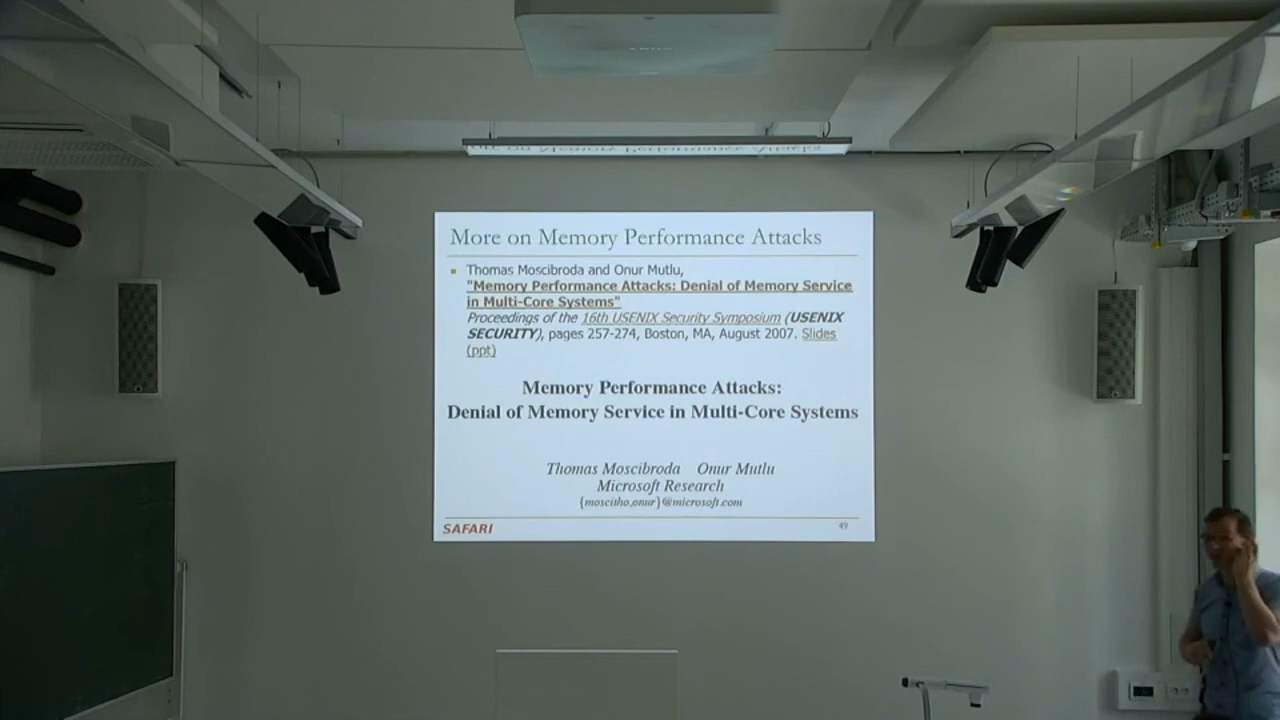 More on Memory Performance Attacks
Thomas Moscibroda and Onur Mutlu,
"Memory Performance Attacks: Denial of Memory Service
in Multi-Core Systems"
Proceedings of the 16th USENIX Security Symposium (USENIX
SECURITY), pages 257-274, Boston, MA, August 2007. Slides
(ppt)
Memory Performance Attacks:
Denial of Memory Service in Multi-Core Systems
Thomas Moscibroda Onur Mutlu
Microsoft Research
{moscitho,onur}@microsoft.com
SAFARI
49